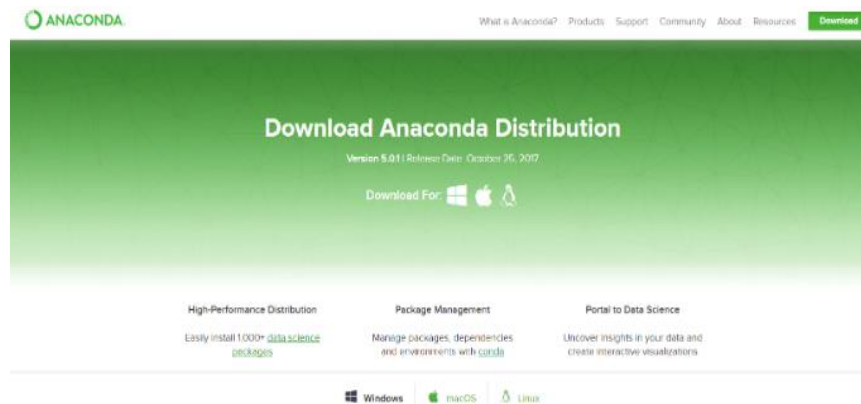 ANACONDA
What is Anaconda? Products Support Community About Resources Download
Download Anaconda Distribution
Version 5.0.1 | Release Date: October 25, 2017
Download For:
High-Performance Distribution
Easily install 1,000+ data science
packages
Package Management
Manage packages, dependencies
and environments with conda
Portal to Data Science
Uncover insights in your data and
create interactive visualizations
Windows macOS Linux